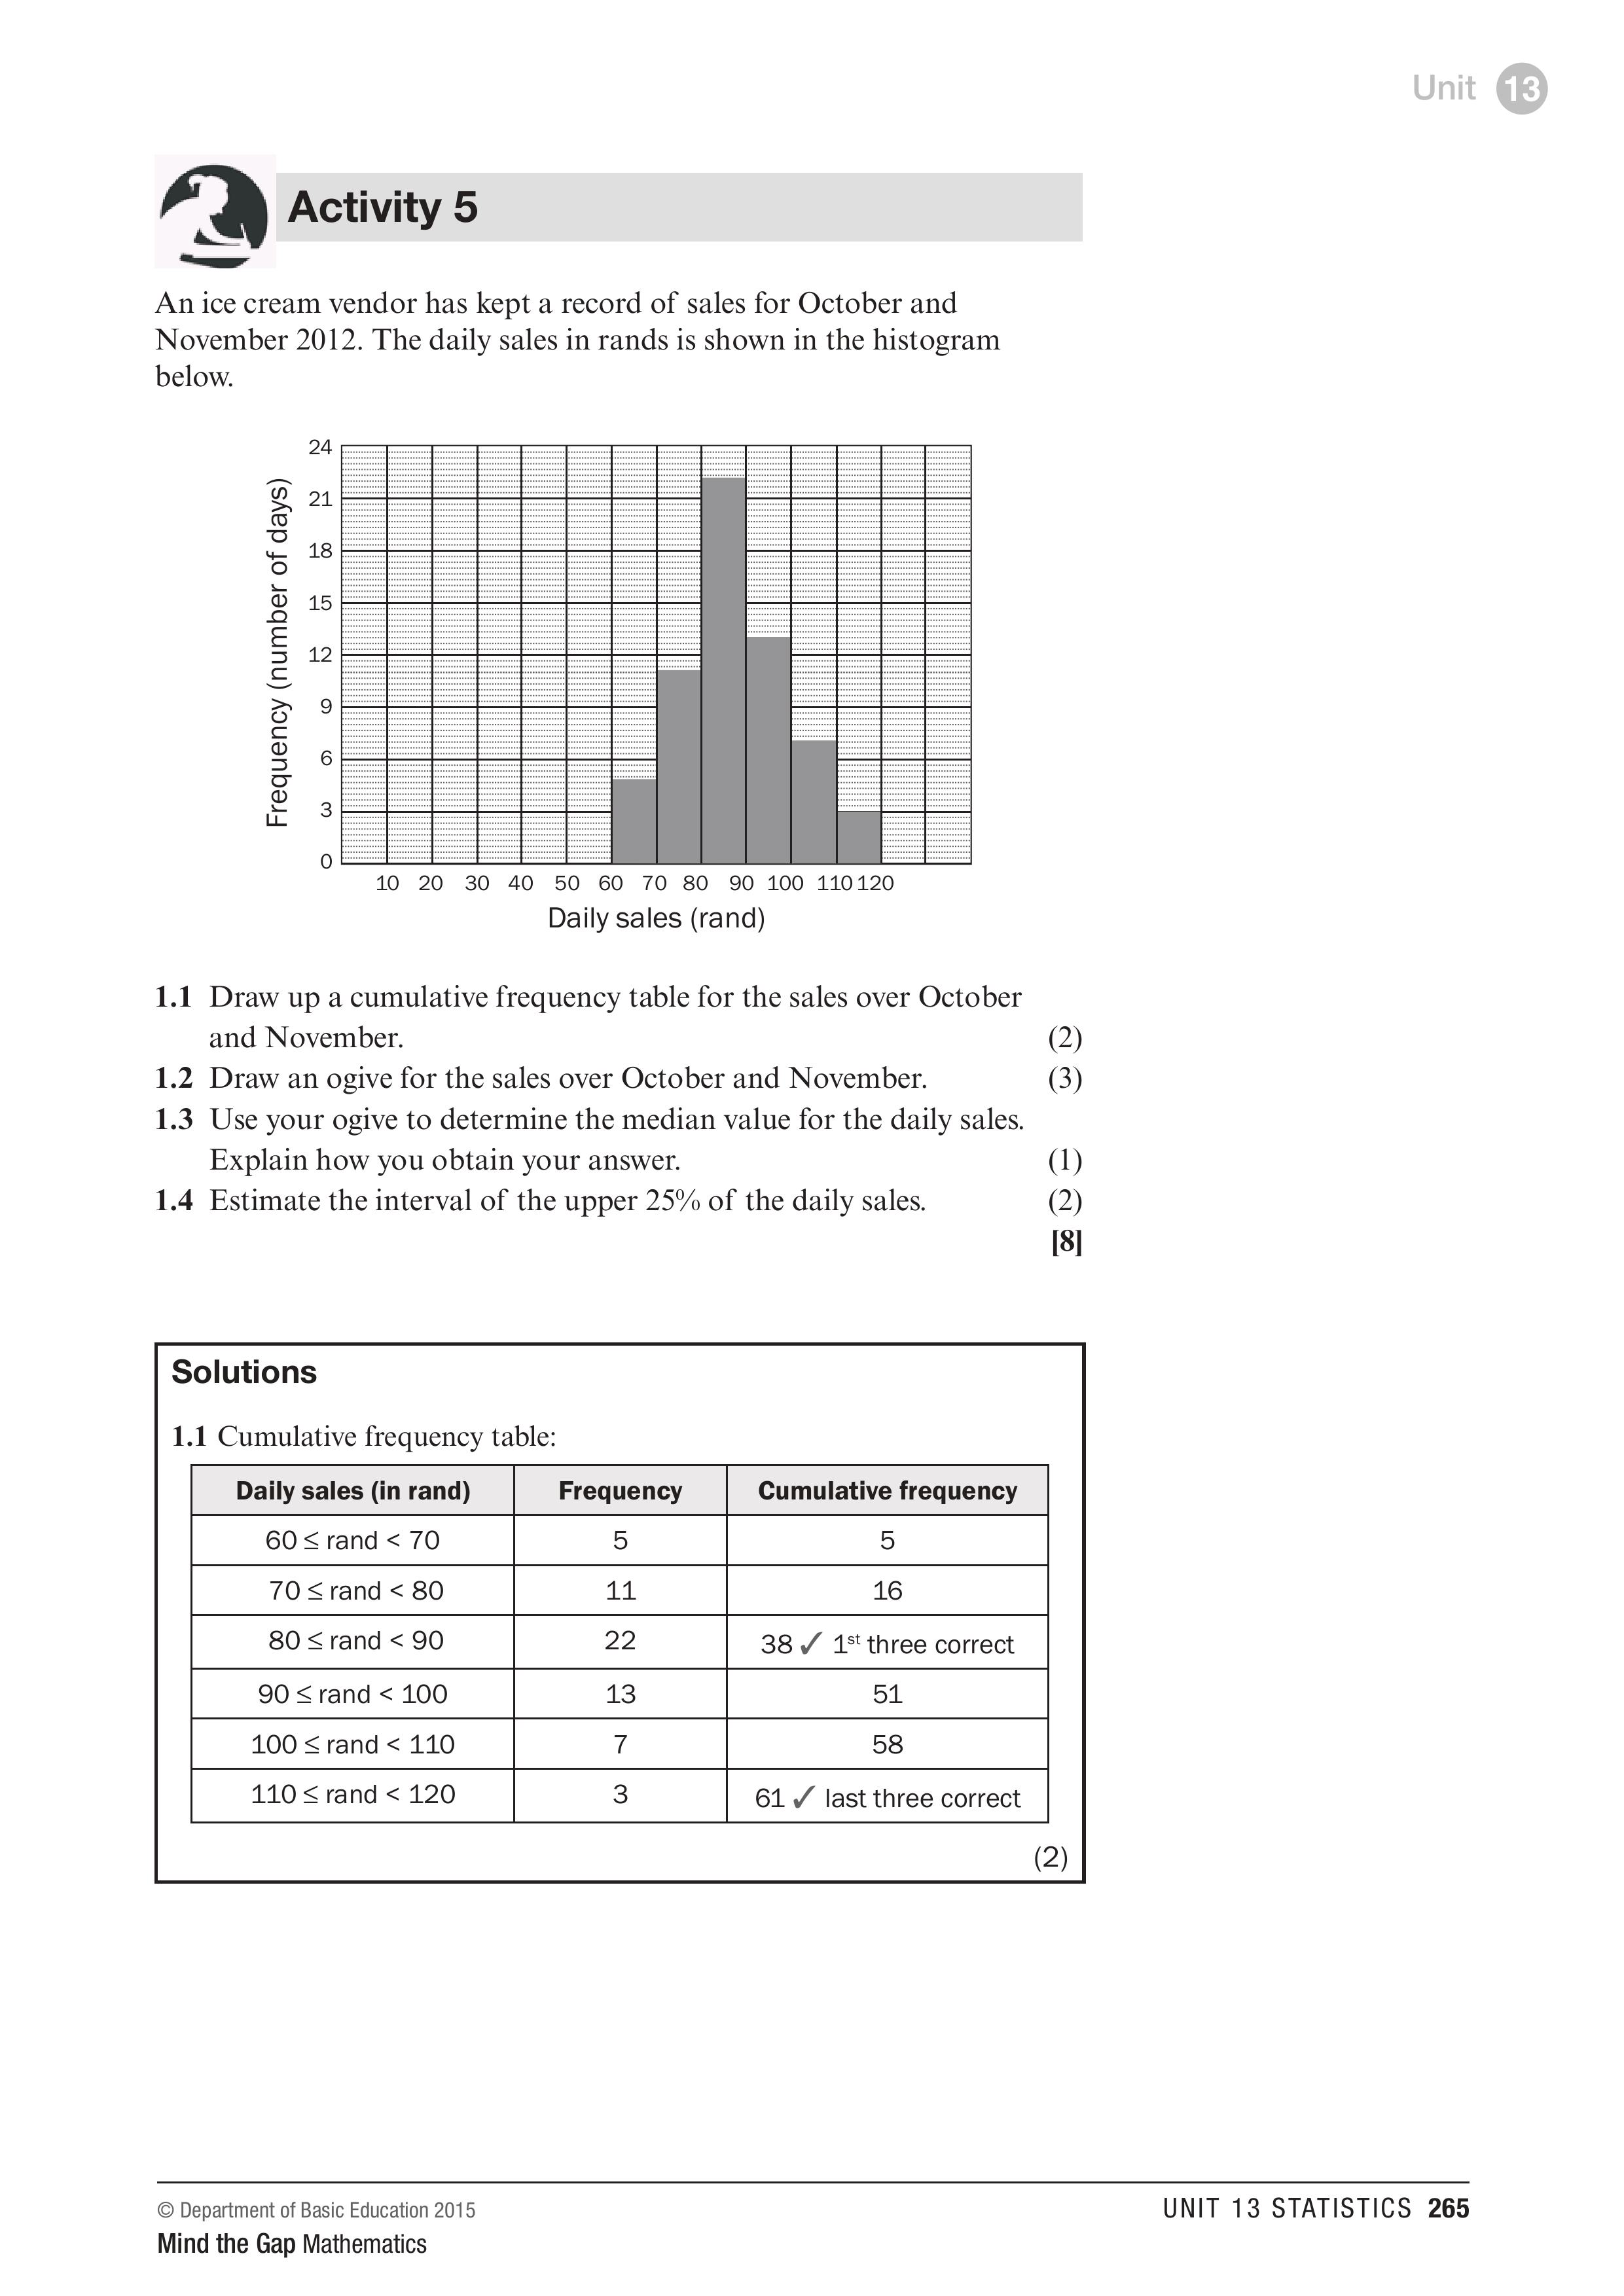 Unit 13
Activity 5
An ice cream vendor has kept a record of sales for October and
November 2012. The daily sales in rands is shown in the histogram
below.
Frequency (number of days)
24
21
18
15
12
9
6
3
0
10 20 30 40 50 60 70 80 90 100 110 120
Daily sales (rand)
1.1 Draw up a cumulative frequency table for the sales over October
and November. (2)
1.2 Draw an ogive for the sales over October and November. (3)
1.3 Use your ogive to determine the median value for the daily sales.
Explain how you obtain your answer. (1)
1.4 Estimate the interval of the upper 25% of the daily sales. (2)
[8]
Solutions
1.1 Cumulative frequency table:
Daily sales (in rand) Frequency Cumulative frequency
60 ≤ rand < 70 5 5
70 ≤ rand < 80 11 16
80 ≤ rand < 90 22 38 ✓ 1st three correct
90 ≤ rand < 100 13 51
100 ≤ rand < 110 7 58
110 ≤ rand < 120 3 61 ✓ last three correct
(2)
© Department of Basic Education 2015 UNIT 13 STATISTICS 265
Mind the Gap Mathematics